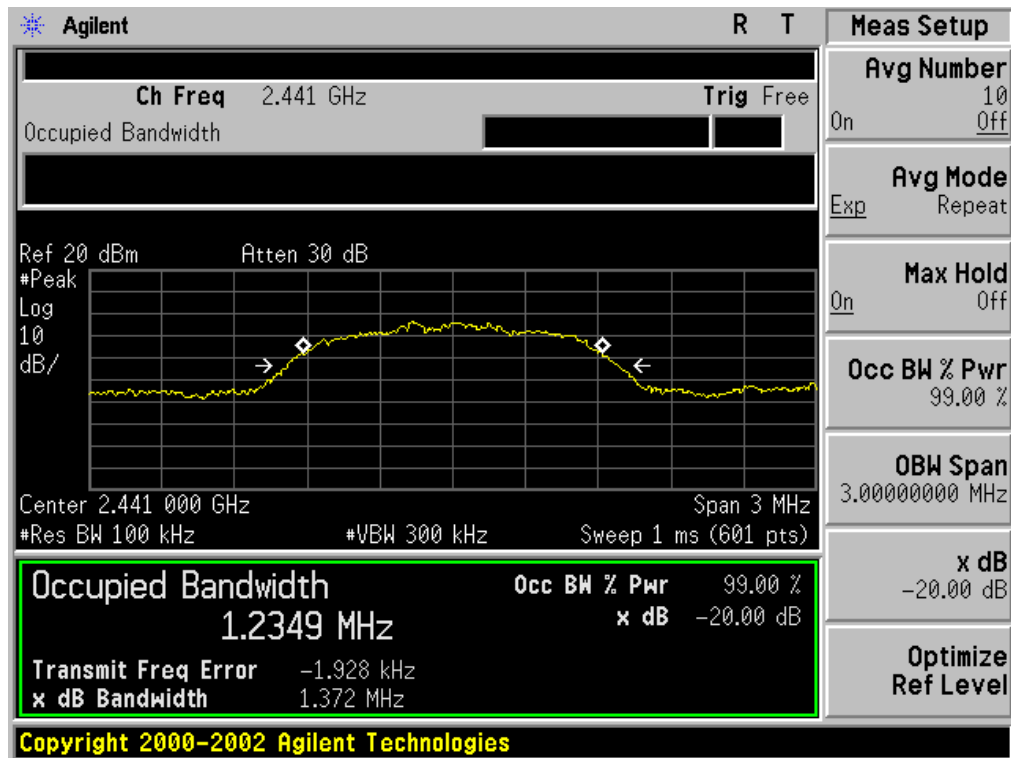 Agilent R T
Ch Freq 2.441 GHz Trig Free
Occupied Bandwidth
Ref 20 dBm Atten 30 dB
#Peak
Log
10
dB/
Center 2.441 000 GHz Span 3 MHz
#Res BW 100 kHz #VBW 300 kHz Sweep 1 ms (601 pts)
Occupied Bandwidth Occ BW % Pwr 99.00 %
1.2349 MHz x dB -20.00 dB
Transmit Freq Error -1.928 kHz
x dB Bandwidth 1.372 MHz
Copyright 2000-2002 Agilent Technologies
Meas Setup
Avg Number
10
On Off
Avg Mode
Exp Repeat
Max Hold
On Off
Occ BW % Pwr
99.00 %
OBW Span
3.00000000 MHz
x dB
-20.00 dB
Optimize
Ref Level